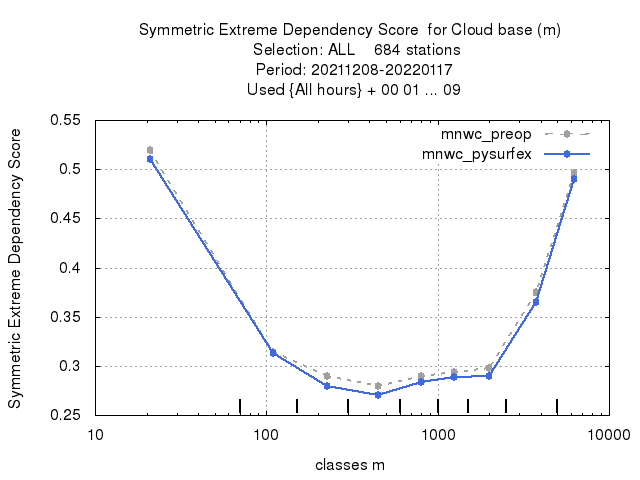 Symmetric Extreme Dependency Score for Cloud base (m)
Selection: ALL 684 stations
Period: 20211208-20220117
Used {All hours} + 00 01 ... 09
mnwc_preop
mnwc_pysurfex
Symmetric Extreme Dependency Score
0.55
0.5
0.45
0.4
0.35
0.3
0.25
10 100 1000 10000
classes m